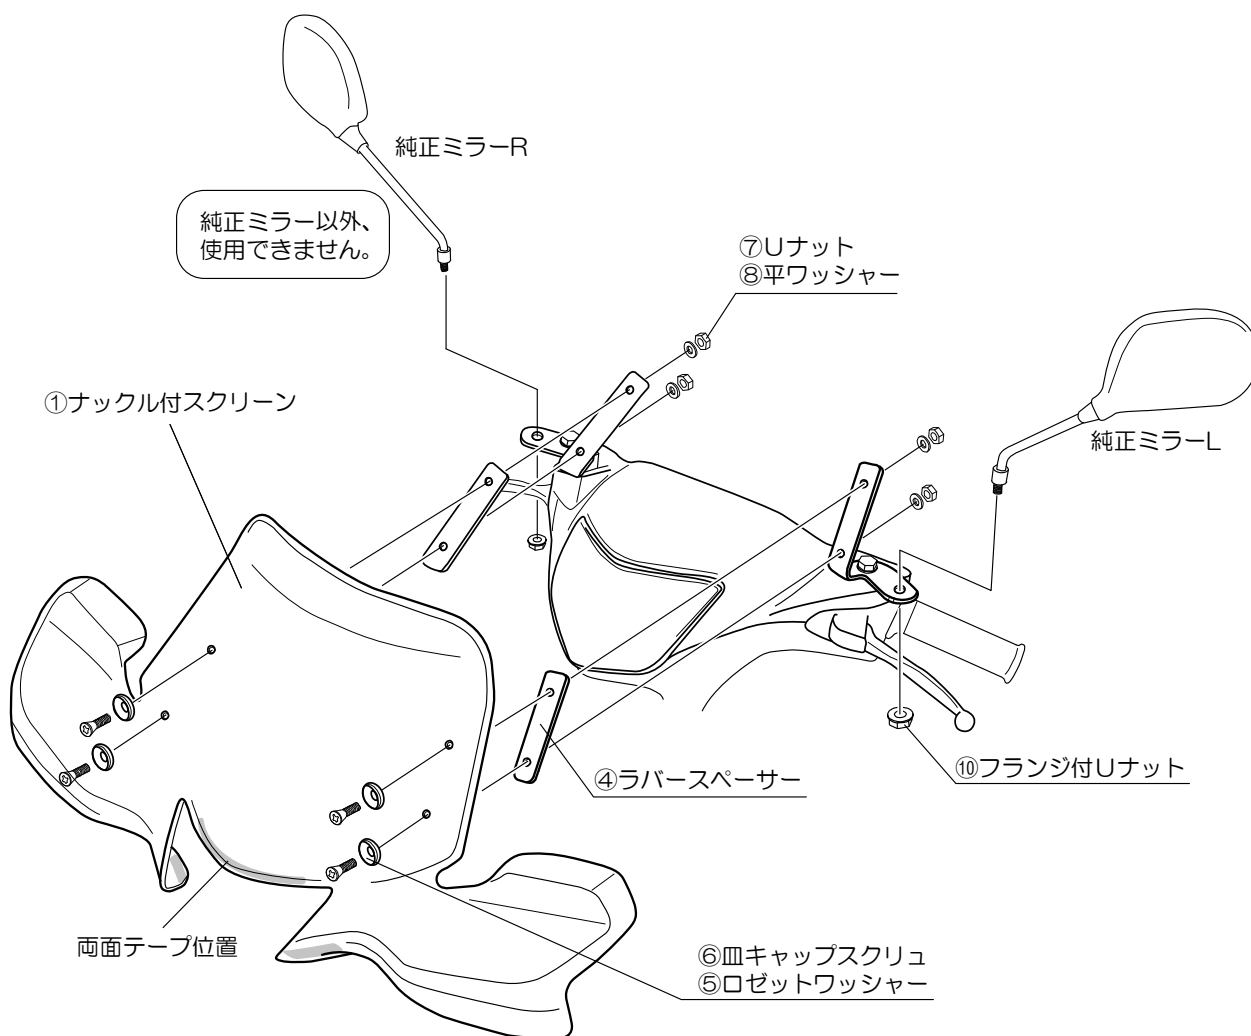 純正ミラーR
純正ミラー以外、
使用できません。
⑦Uナット
⑧平ワッシャー
①ナックル付スクリーン
純正ミラーL
④ラバースペーサー
⑩フランジ付Uナット
両面テープ位置
⑥皿キャップスクリュ
⑤ロゼットワッシャー